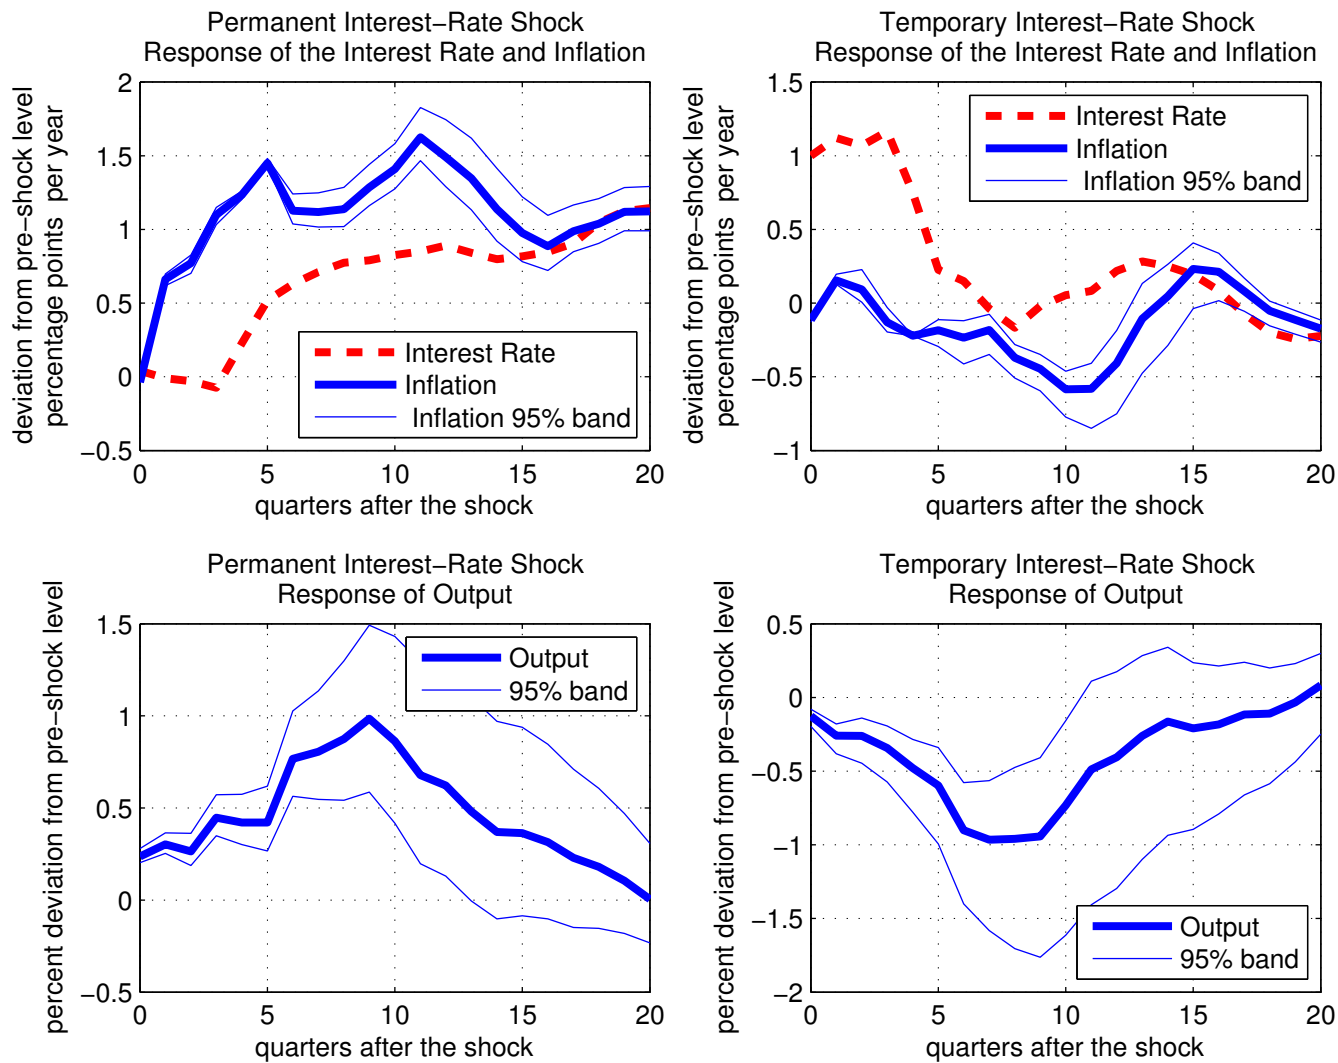 Permanent Interest−Rate Shock
Response of the Interest Rate and Inflation
deviation from pre−shock level
percentage points per year
2
1.5
1
0.5
0
−0.5
Interest Rate
Inflation
Inflation 95% band
0 5 10 15 20
quarters after the shock
Temporary Interest−Rate Shock
Response of the Interest Rate and Inflation
deviation from pre−shock level
percentage points per year
1.5
1
0.5
0
−0.5
−1
Interest Rate
Inflation
Inflation 95% band
0 5 10 15 20
quarters after the shock
Permanent Interest−Rate Shock
Response of Output
percent deviation from pre−shock level
1.5
1
0.5
0
−0.5
Output
95% band
0 5 10 15 20
quarters after the shock
Temporary Interest−Rate Shock
Response of Output
percent deviation from pre−shock level
0.5
0
−0.5
−1
−1.5
−2
Output
95% band
0 5 10 15 20
quarters after the shock